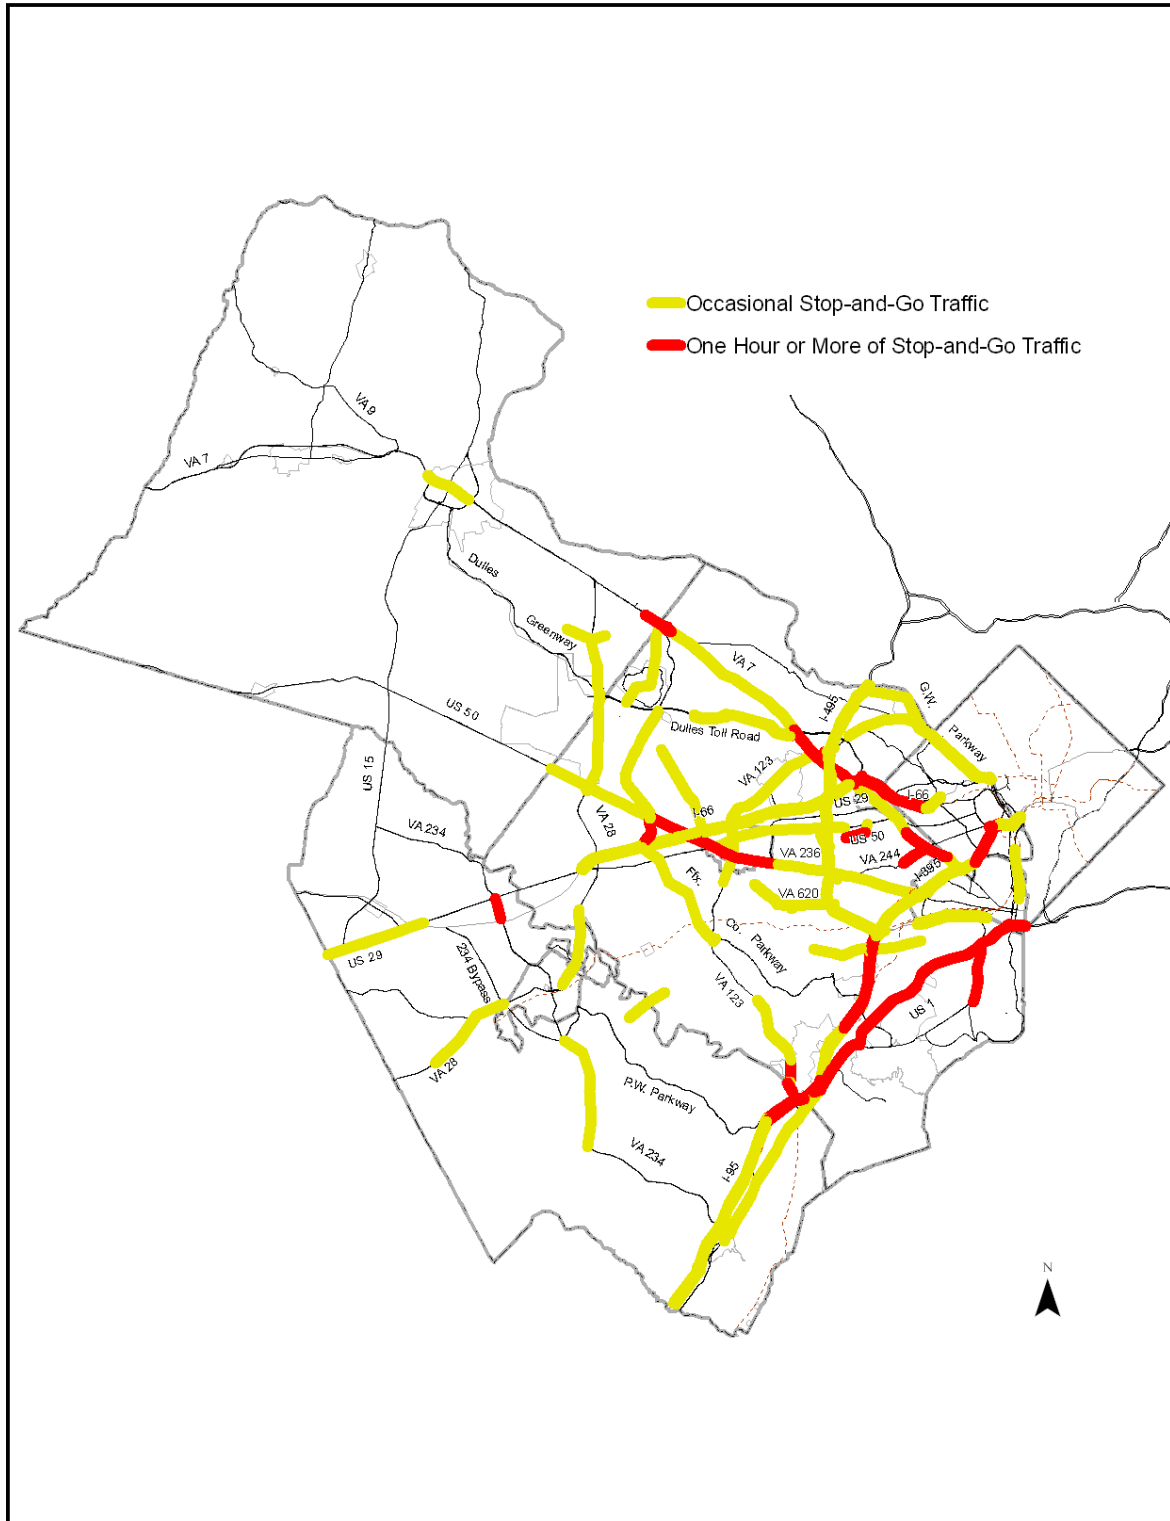 Occasional Stop-and-Go Traffic
One Hour or More of Stop-and-Go Traffic
VA 9
VA 7
Dulles
Greenway
VA 7
I-495
G.W.
Parkway
US 50
Dulles Toll Road
VA 123
US 15
I-66
US 29
I-66
VA 28
US 50
VA 234
VA 236
VA 244
I-395
Ffx.
VA 620
Co.
Parkway
US 29
234 Bypass
VA 123
US 1
VA 28
P.W. Parkway
VA 234
I-95
N